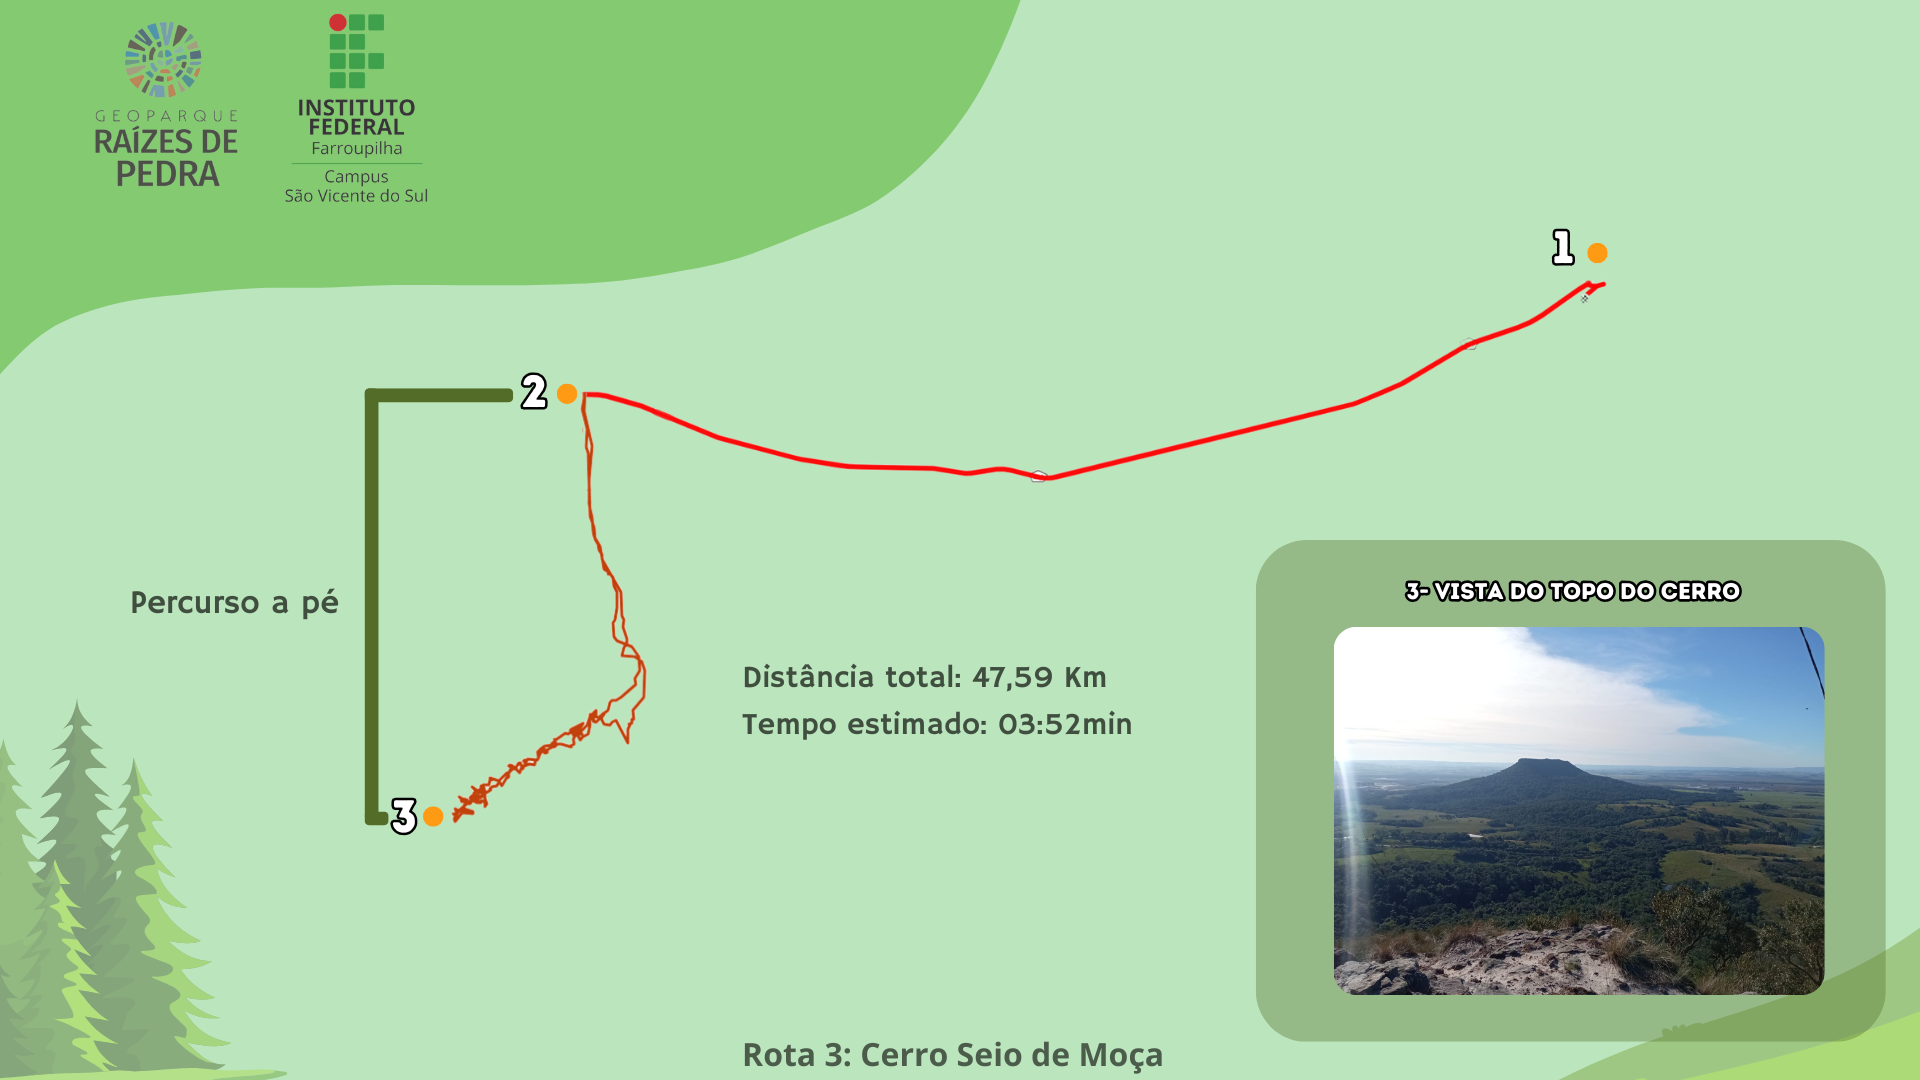 GEOPARQUE
RAÍZES DE
PEDRA
INSTITUTO
FEDERAL
Farroupilha
Campus
São Vicente do Sul
1
2
Percurso a pé
3- VISTA DO TOPO DO CERRO
Distância total: 47,59 Km
Tempo estimado: 03:52min
3
Rota 3: Cerro Seio de Moça